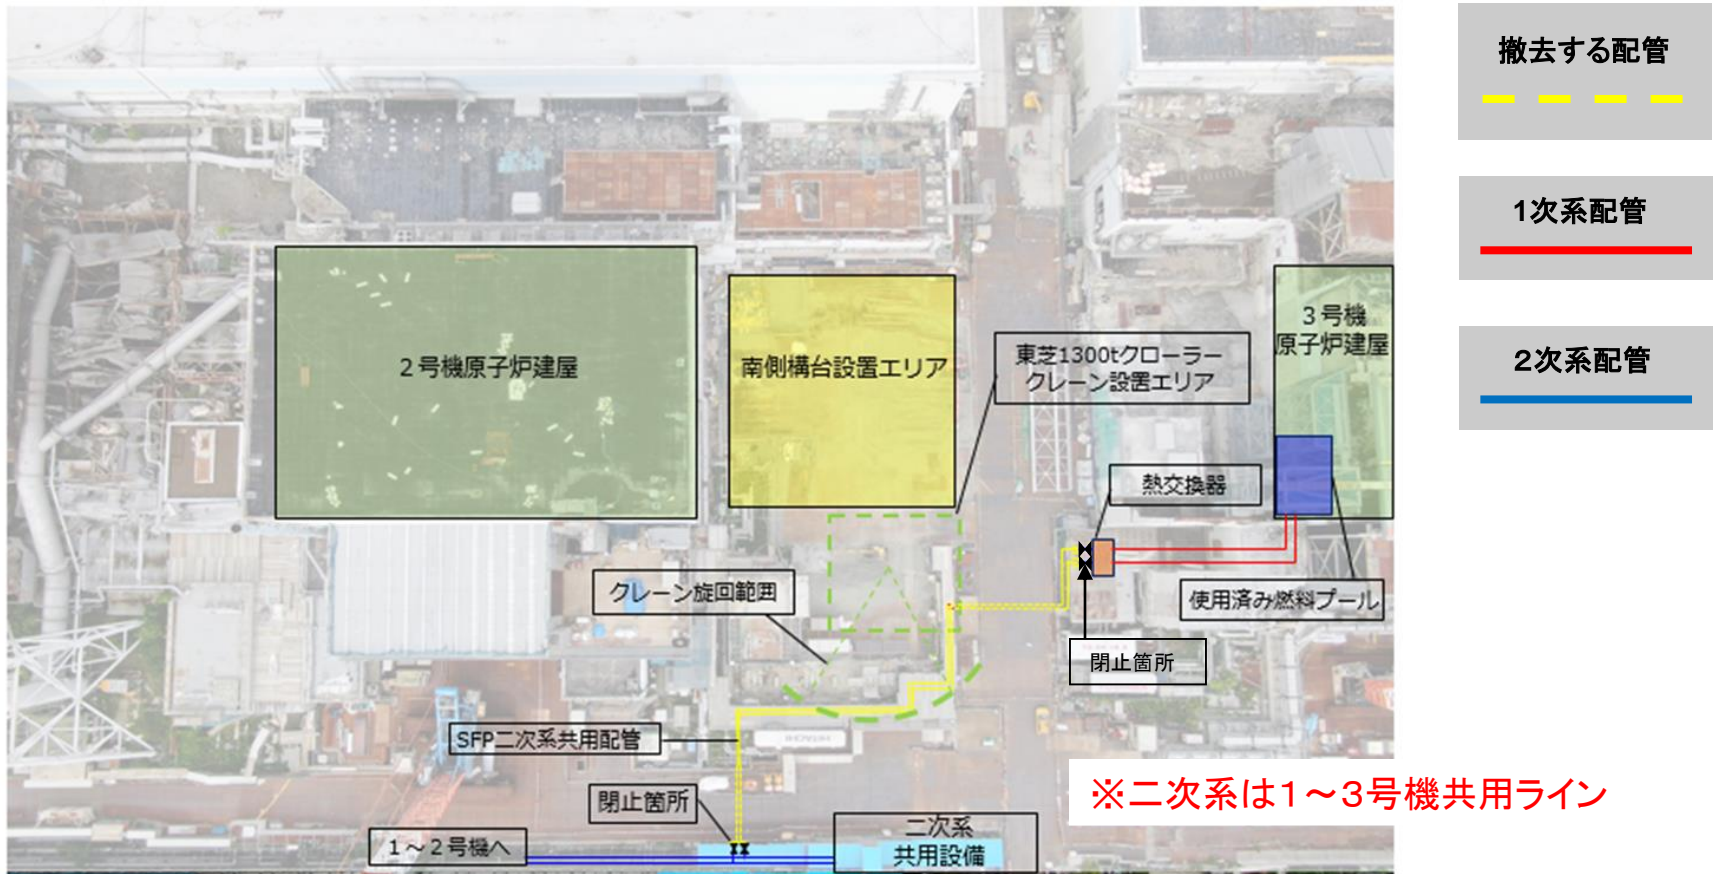 撤去する配管
1次系配管
２次系配管
２号機原子炉建屋
南側構台設置エリア
東芝1300tクローラー
クレーン設置エリア
３号機
原子炉建屋
熱交換器
クレーン旋回範囲
使用済み燃料プール
閉止箇所
SFP二次系共用配管
※二次系は１～３号機共用ライン
閉止箇所
１～２号機へ
二次系
共用設備